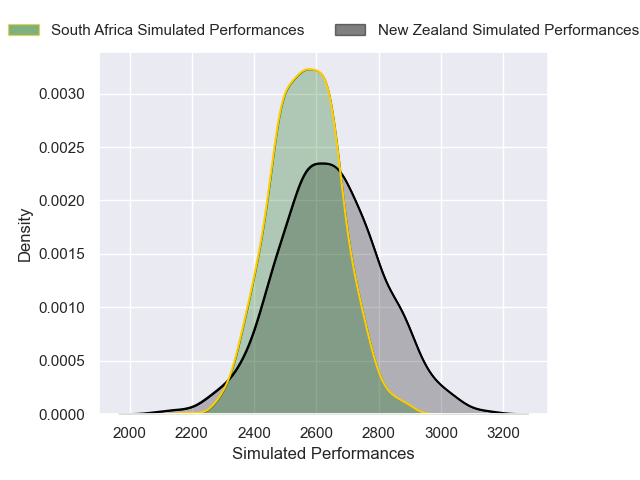 South Africa Simulated Performances
New Zealand Simulated Performances
0.0030
0.0025
0.0020
0.0015
0.0010
0.0005
0.0000
Density
2000 2200 2400 2600 2800 3000 3200
Simulated Performances